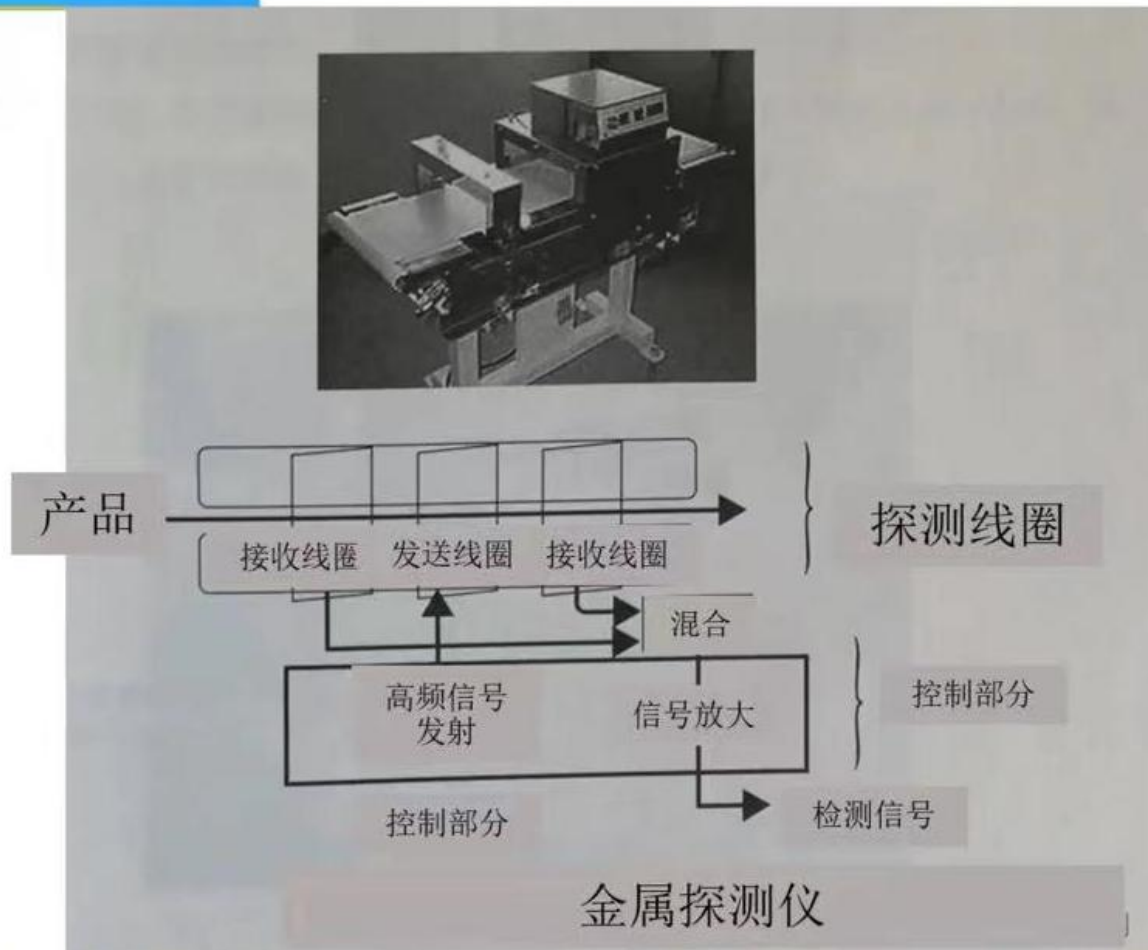 产品
探测线圈
接收线圈 发送线圈 接收线圈
混合
高频信号
发射
信号放大
控制部分
控制部分
检测信号
金属探测仪